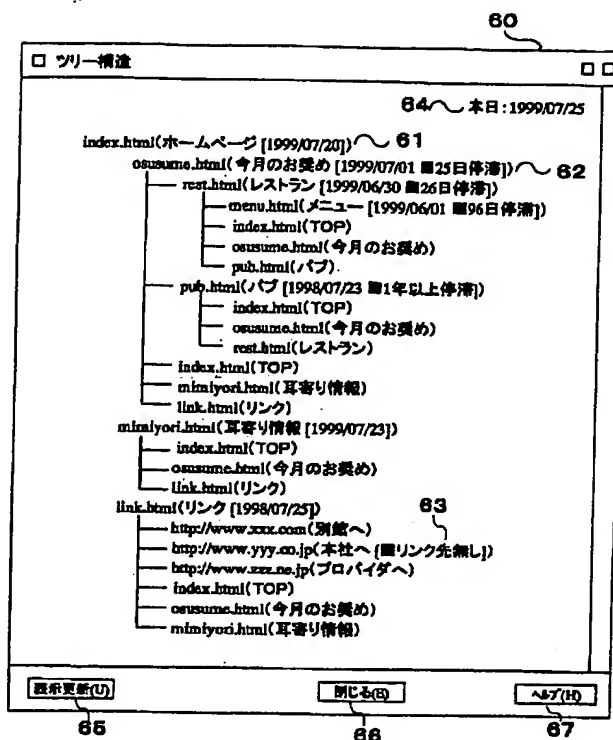 60
□ ツリー構造 □ □
64 本日:1999/07/25
index.html(ホームページ [1999/07/20]) 61
osusume.html(今月のお奨め [1999/07/01 ■25日停滞]) 62
rest.html(レストラン [1999/06/30 ■26日停滞])
menu.html(メニュー [1999/06/01 ■96日停滞])
index.html(TOP)
osusume.html(今月のお奨め)
pub.html(パブ)
pub.html(パブ [1998/07/23 ■1年以上停滞])
index.html(TOP)
osusume.html(今月のお奨め)
rest.html(レストラン)
index.html(TOP)
mimiyori.html(耳寄り情報)
link.html(リンク)
mimiyori.html(耳寄り情報 [1999/07/23])
index.html(TOP)
osusume.html(今月のお奨め)
link.html(リンク)
link.html(リンク [1998/07/25])
63
http://www.xxx.com(別館へ)
http://www.yyy.co.jp(本社へ [■リンク先無し])
http://www.zzz.ne.jp(プロバイダへ)
index.html(TOP)
osusume.html(今月のお奨め)
mimiyori.html(耳寄り情報)
表示更新(U) 閉じる(E) ヘルプ(H)
65 66 67